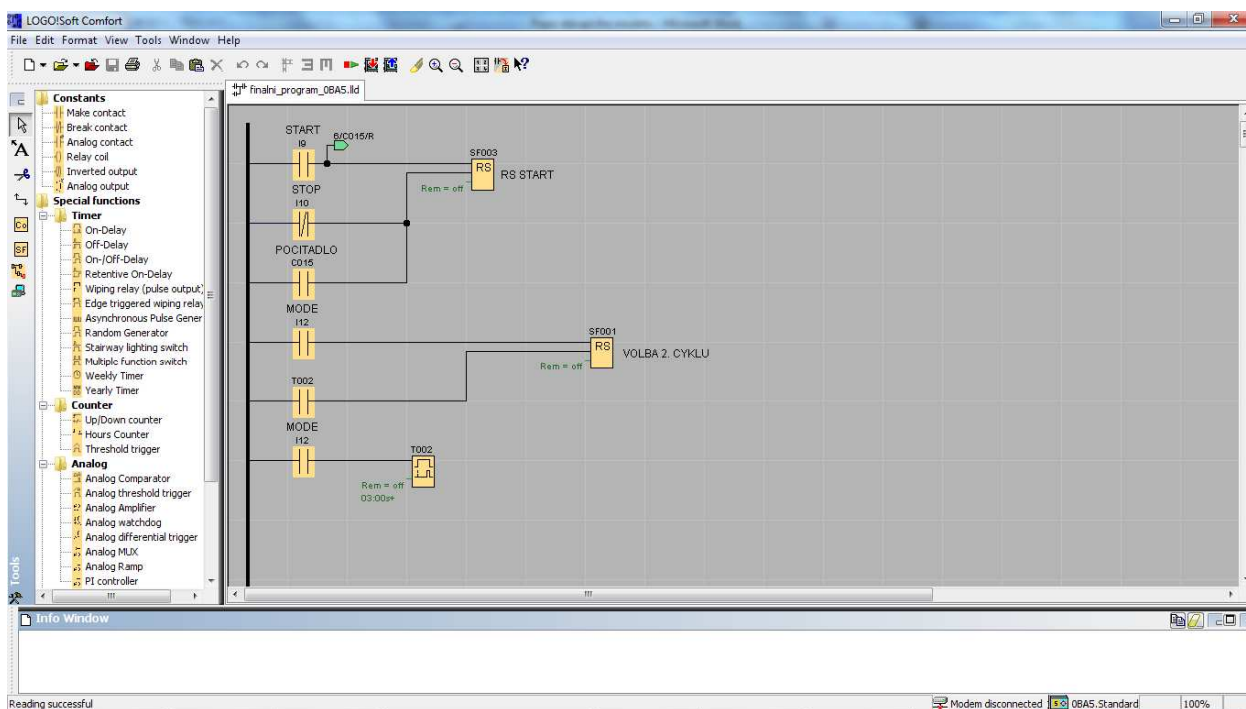 LOGO!Soft Comfort
File Edit Format View Tools Window Help
finalni_program_0BA5.lld
Constants
Make contact
Break contact
Analog contact
Relay coil
Inverted output
Analog output
Special functions
Timer
On-Delay
Off-Delay
On-/Off-Delay
Retentive On-Delay
Wiping relay (pulse output)
Edge triggered wiping relay
Asynchronous Pulse Gener
Random Generator
Stairway lighting switch
Multiple function switch
Weekly Timer
Yearly Timer
Counter
Up/Down counter
Hours Counter
Threshold trigger
Analog
Analog Comparator
Analog threshold trigger
Analog Amplifier
Analog watchdog
Analog differential trigger
Analog MUX
Analog Ramp
PI controller
Co
SF
Tools
START
I9
6/C015/R
SF003
RS
RS START
Rem = off
STOP
I10
POCITADLO
C015
MODE
I12
SF001
RS
VOLBA 2. CYKLU
Rem = off
T002
MODE
I12
T002
Rem = off
03:00s+
Info Window
Reading successful
Modem disconnected
0BA5.Standard
100%